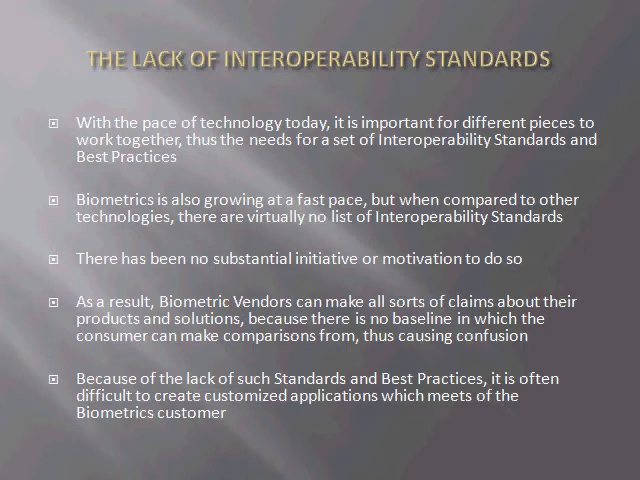 THE LACK OF INTEROPERABILITY STANDARDS
With the pace of technology today, it is important for different pieces to
work together, thus the needs for a set of Interoperability Standards and
Best Practices
Biometrics is also growing at a fast pace, but when compared to other
technologies, there are virtually no list of Interoperability Standards
There has been no substantial initiative or motivation to do so
As a result, Biometric Vendors can make all sorts of claims about their
products and solutions, because there is no baseline in which the
consumer can make comparisons from, thus causing confusion
Because of the lack of such Standards and Best Practices, it is often
difficult to create customized applications which meets of the
Biometrics customer